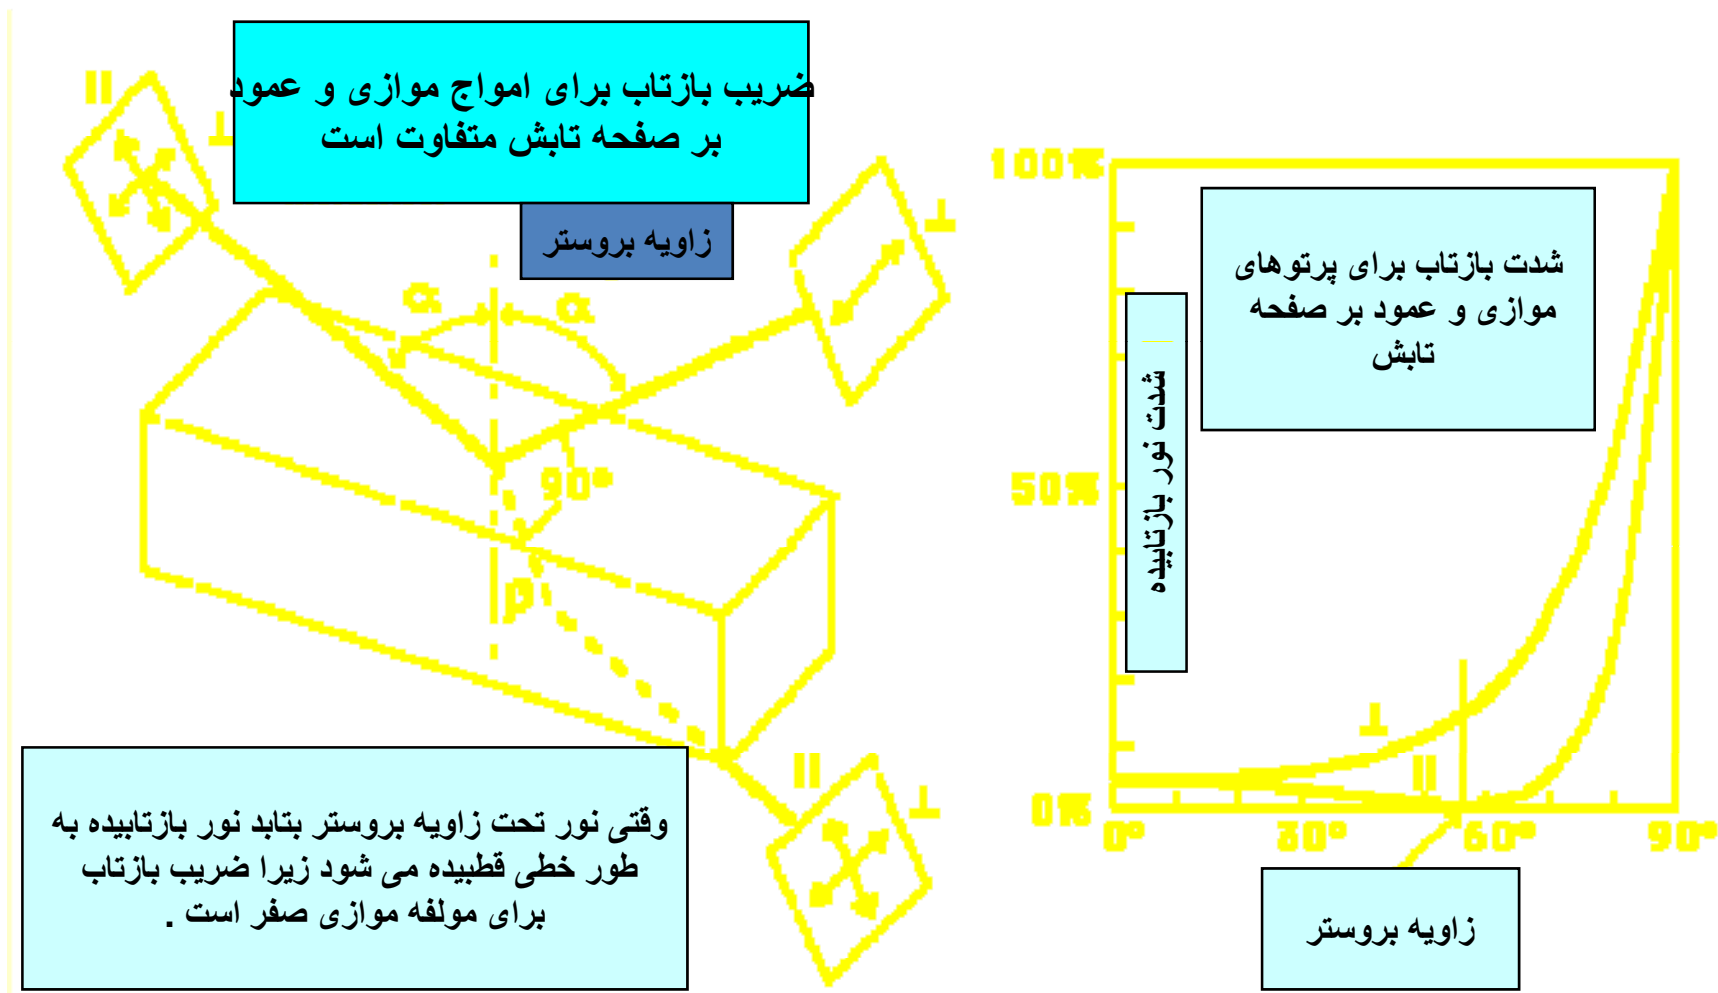 ضریب بازتاب برای امواج موازی و عمود
بر صفحه تابش متفاوت است
زاویه بروستر
||
⊥
⊥
α
α
90°
β
||
⊥
وقتی نور تحت زاویه بروستر بتابد نور بازتابیده به
طور خطی قطبیده می شود زیرا ضریب بازتاب
برای مولفه موازی صفر است .
100%
50%
0%
شدت بازتاب برای پرتوهای
موازی و عمود بر صفحه
تابش
شدت نور بازتابیده
⊥
||
0° 30° 60° 90°
زاویه بروستر